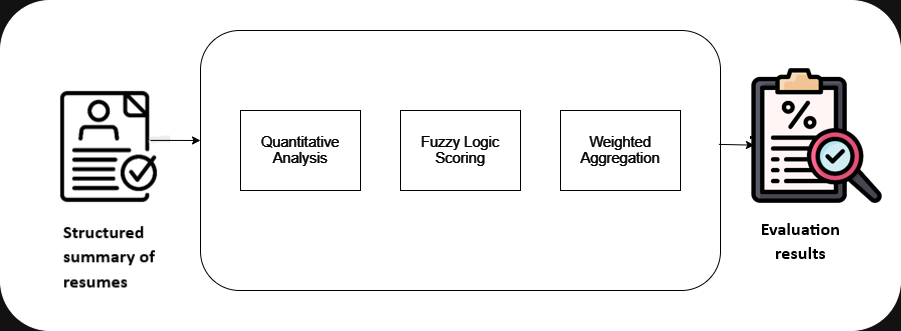 Quantitative
Analysis
Fuzzy Logic
Scoring
Weighted
Aggregation
%
Structured
summary of
resumes
Evaluation
results